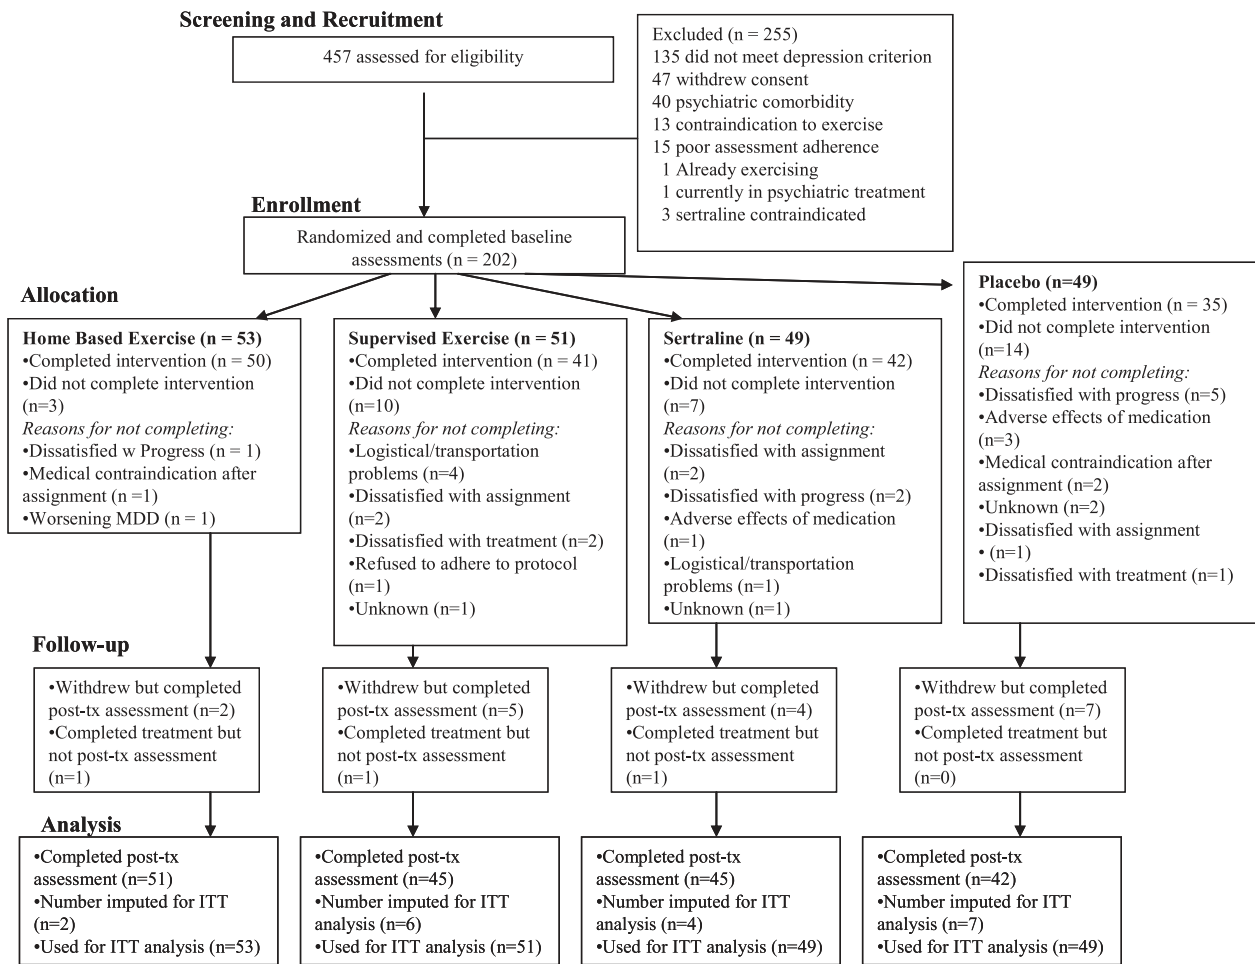 Screening and Recruitment
457 assessed for eligibility
Excluded (n = 255)
135 did not meet depression criterion
47 withdrew consent
40 psychiatric comorbidity
13 contraindication to exercise
15 poor assessment adherence
1 Already exercising
1 currently in psychiatric treatment
3 sertraline contraindicated
Enrollment
Randomized and completed baseline
assessments (n = 202)
Allocation
Home Based Exercise (n = 53)
•Completed intervention (n = 50)
•Did not complete intervention
(n=3)
Reasons for not completing:
•Dissatisfied w Progress (n = 1)
•Medical contraindication after
assignment (n =1)
•Worsening MDD (n = 1)
Supervised Exercise (n = 51)
•Completed intervention (n = 41)
•Did not complete intervention
(n=10)
Reasons for not completing:
•Logistical/transportation
problems (n=4)
•Dissatisfied with assignment
(n=2)
•Dissatisfied with treatment (n=2)
•Refused to adhere to protocol
(n=1)
•Unknown (n=1)
Sertraline (n = 49)
•Completed intervention (n = 42)
•Did not complete intervention
(n=7)
Reasons for not completing:
•Dissatisfied with assignment
(n=2)
•Dissatisfied with progress (n=2)
•Adverse effects of medication
(n=1)
•Logistical/transportation
problems (n=1)
•Unknown (n=1)
Placebo (n=49)
•Completed intervention (n = 35)
•Did not complete intervention
(n=14)
Reasons for not completing:
•Dissatisfied with progress (n=5)
•Adverse effects of medication
(n=3)
•Medical contraindication after
assignment (n=2)
•Unknown (n=2)
•Dissatisfied with assignment
• (n=1)
•Dissatisfied with treatment (n=1)
Follow-up
•Withdrew but completed
post-tx assessment (n=2)
•Completed treatment but
not post-tx assessment
(n=1)
•Withdrew but completed
post-tx assessment (n=5)
•Completed treatment but
not post-tx assessment
(n=1)
•Withdrew but completed
post-tx assessment (n=4)
•Completed treatment but
not post-tx assessment
(n=1)
•Withdrew but completed
post-tx assessment (n=7)
•Completed treatment but
not post-tx assessment
(n=0)
Analysis
•Completed post-tx
assessment (n=51)
•Number imputed for ITT
(n=2)
•Used for ITT analysis (n=53)
•Completed post-tx
assessment (n=45)
•Number imputed for ITT
analysis (n=6)
•Used for ITT analysis (n=51)
•Completed post-tx
assessment (n=45)
•Number imputed for ITT
analysis (n=4)
•Used for ITT analysis (n=49)
•Completed post-tx
assessment (n=42)
•Number imputed for ITT
analysis (n=7)
•Used for ITT analysis (n=49)